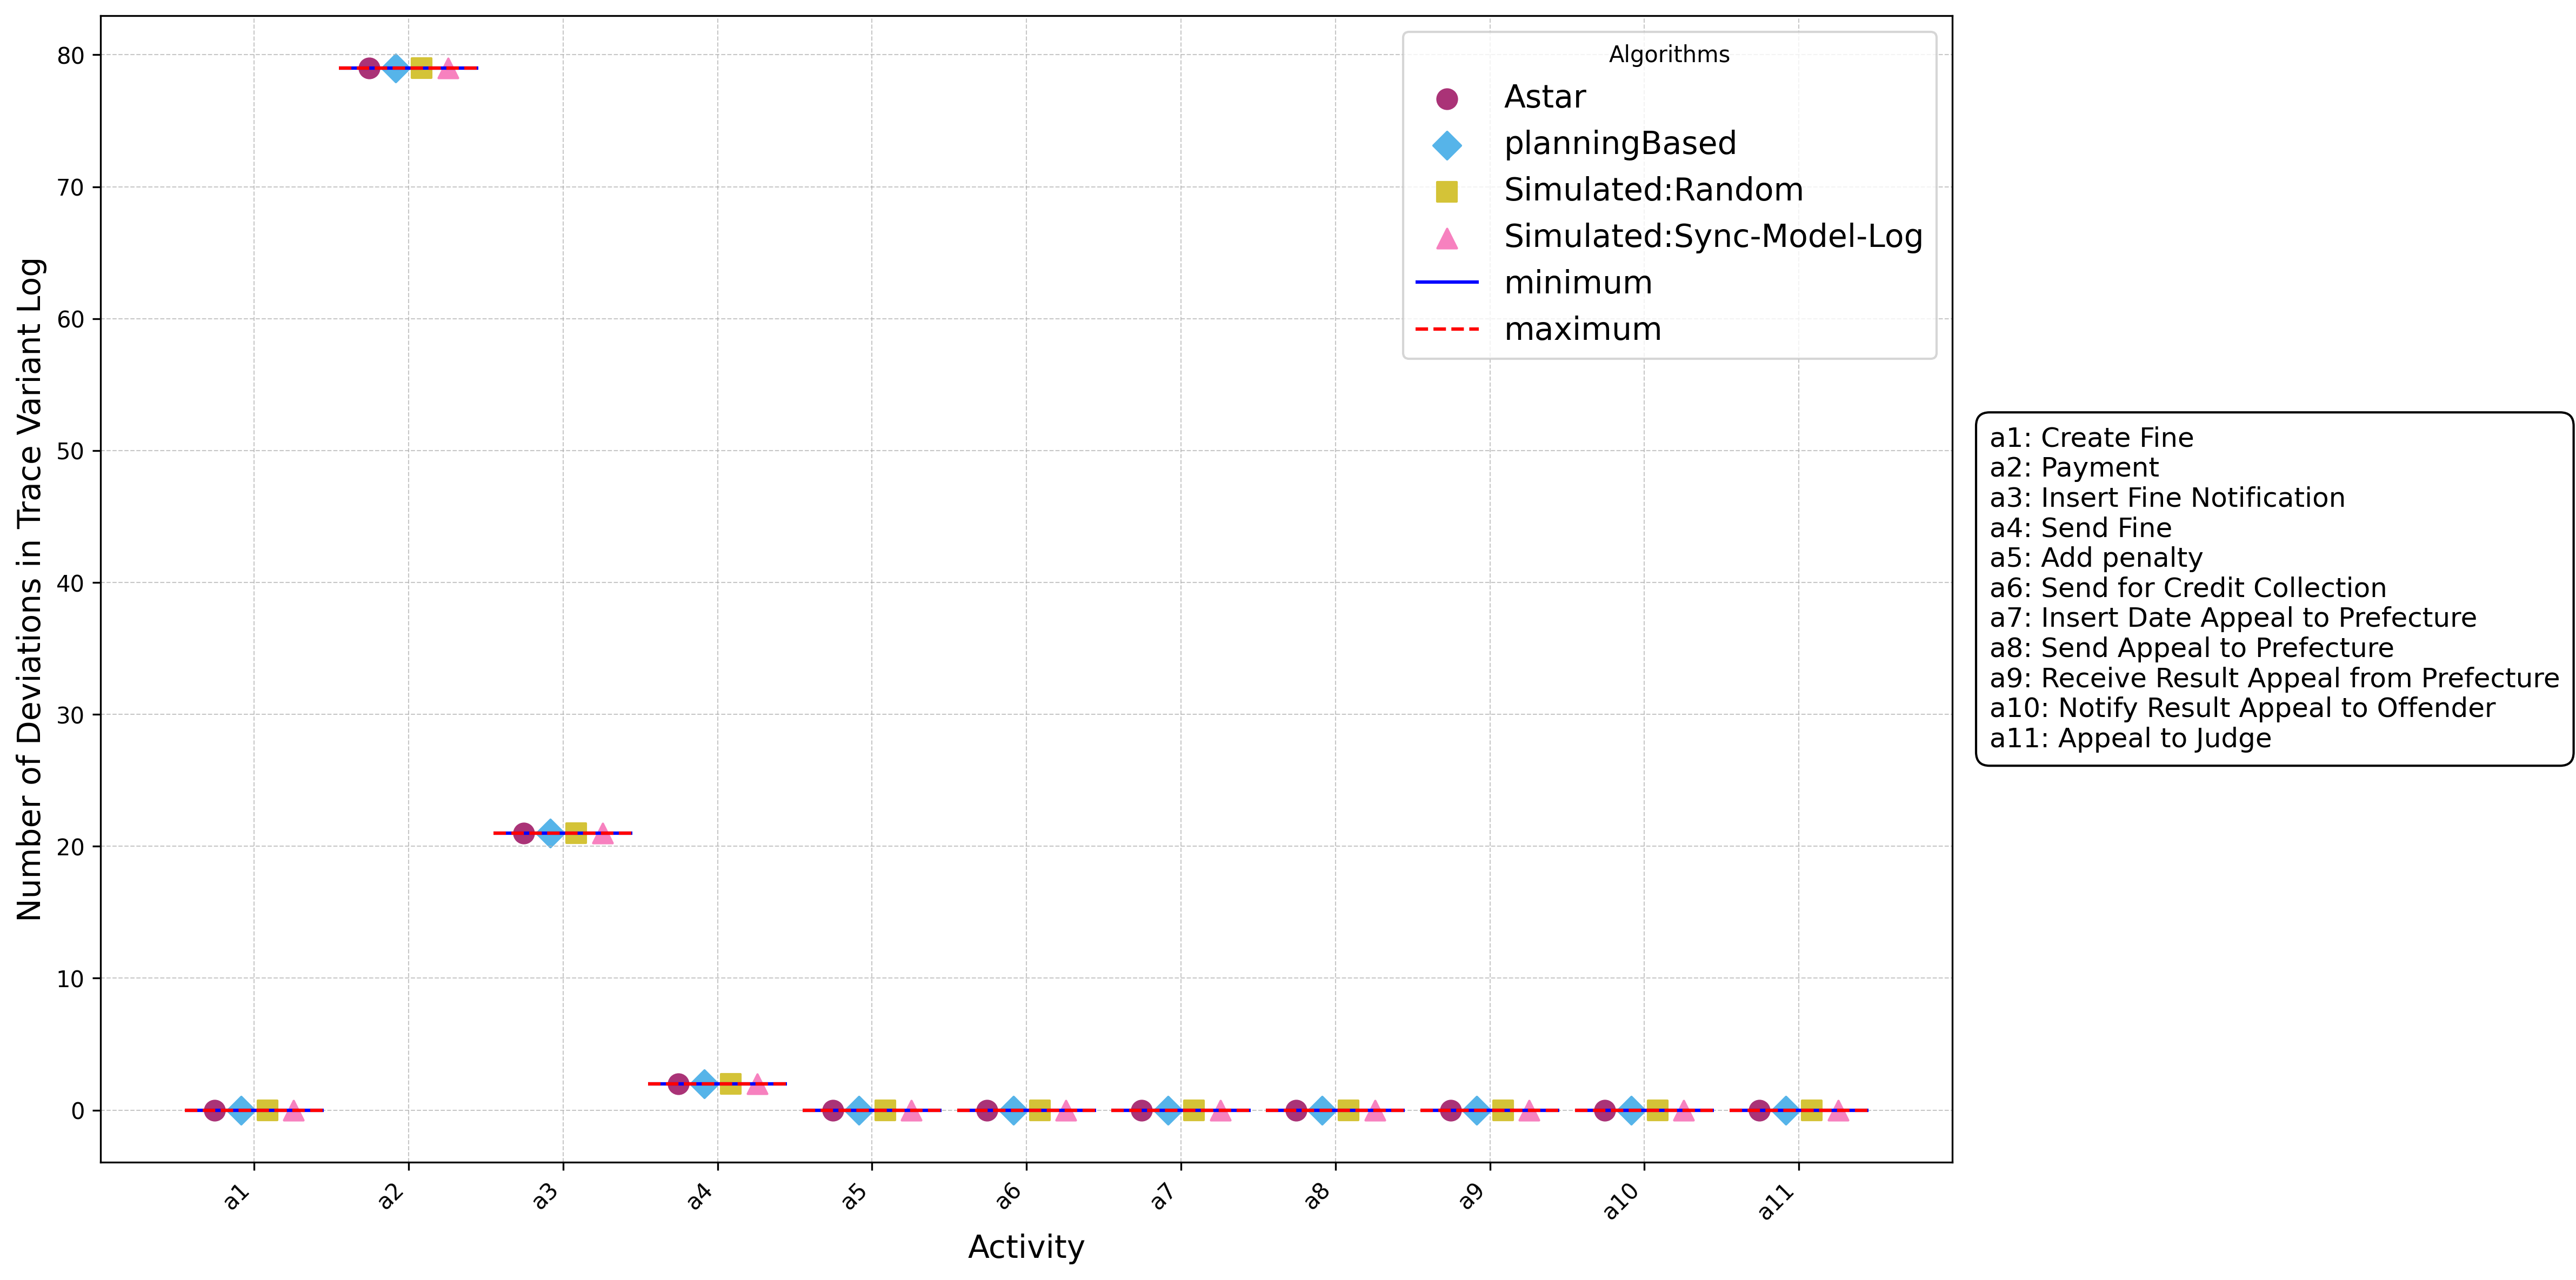 Number of Deviations in Trace Variant Log
80
70
60
50
40
30
20
10
0
a1
a2
a3
a4
a5
a6
a7
a8
a9
a10
a11
Activity
Algorithms
Astar
planningBased
Simulated:Random
Simulated:Sync-Model-Log
minimum
maximum
a1: Create Fine
a2: Payment
a3: Insert Fine Notification
a4: Send Fine
a5: Add penalty
a6: Send for Credit Collection
a7: Insert Date Appeal to Prefecture
a8: Send Appeal to Prefecture
a9: Receive Result Appeal from Prefecture
a10: Notify Result Appeal to Offender
a11: Appeal to Judge